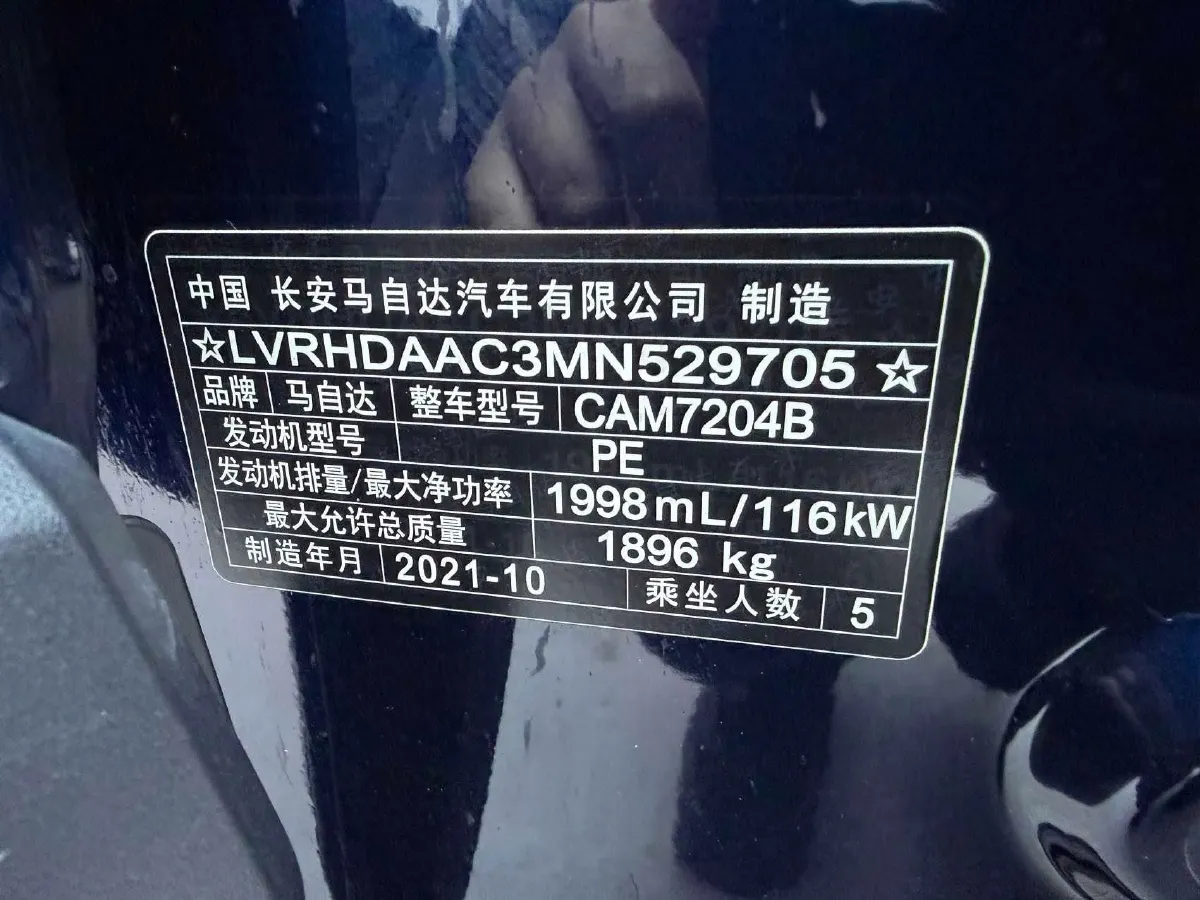 中国 长安马自达汽车有限公司 制造
☆LVRHDAAC3MN529705☆
品牌 马自达 整车型号 CAM7204B
发动机型号 PE
发动机排量/最大净功率 1998mL/116kW
最大允许总质量 1896 kg
制造年月 2021-10 乘坐人数 5